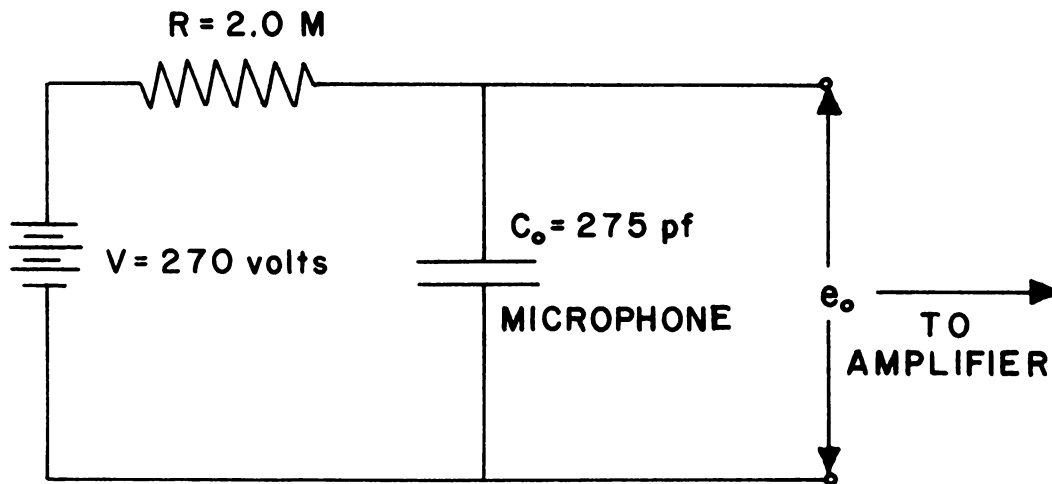 R = 2.0 M
C₀ = 275 pf
V = 270 volts
MICROPHONE
e₀
TO
AMPLIFIER